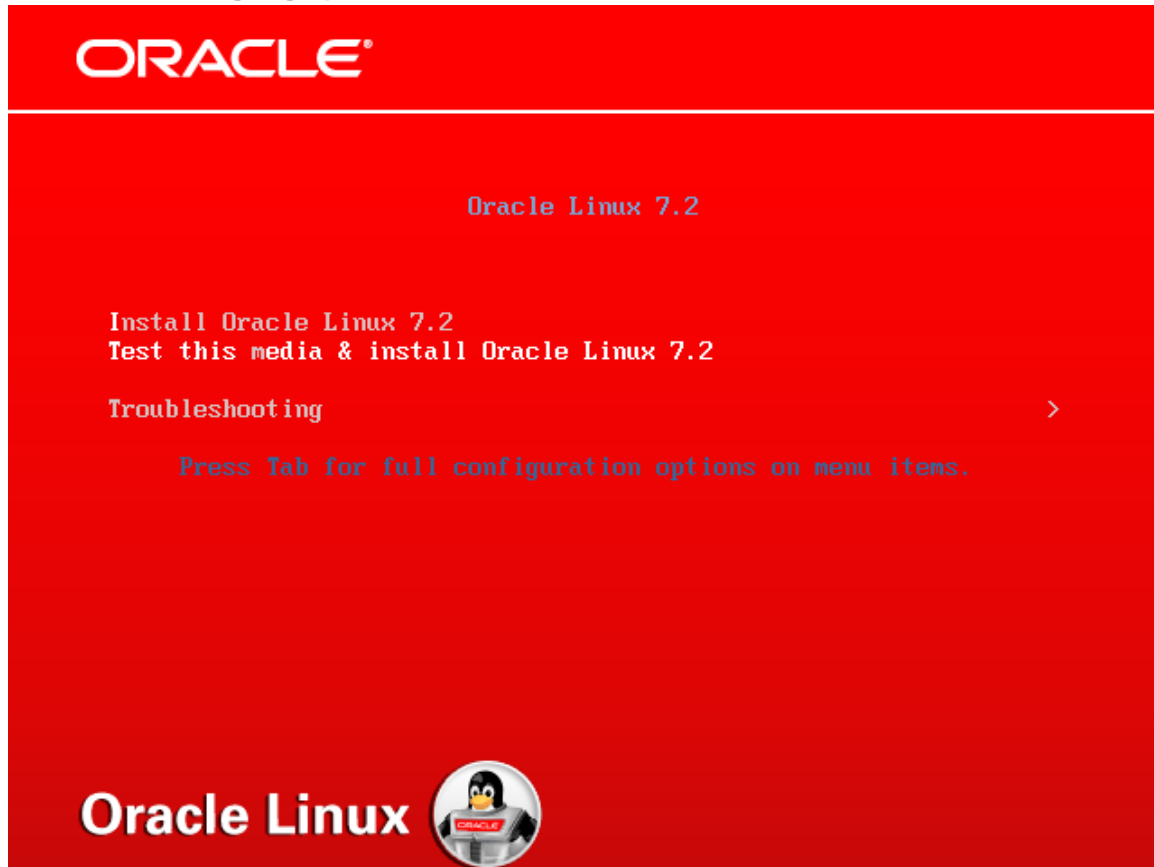 ORACLE®
Oracle Linux 7.2
Install Oracle Linux 7.2
Test this media & install Oracle Linux 7.2
Troubleshooting >
Press Tab for full configuration options on menu items.
Oracle Linux
ORACLE